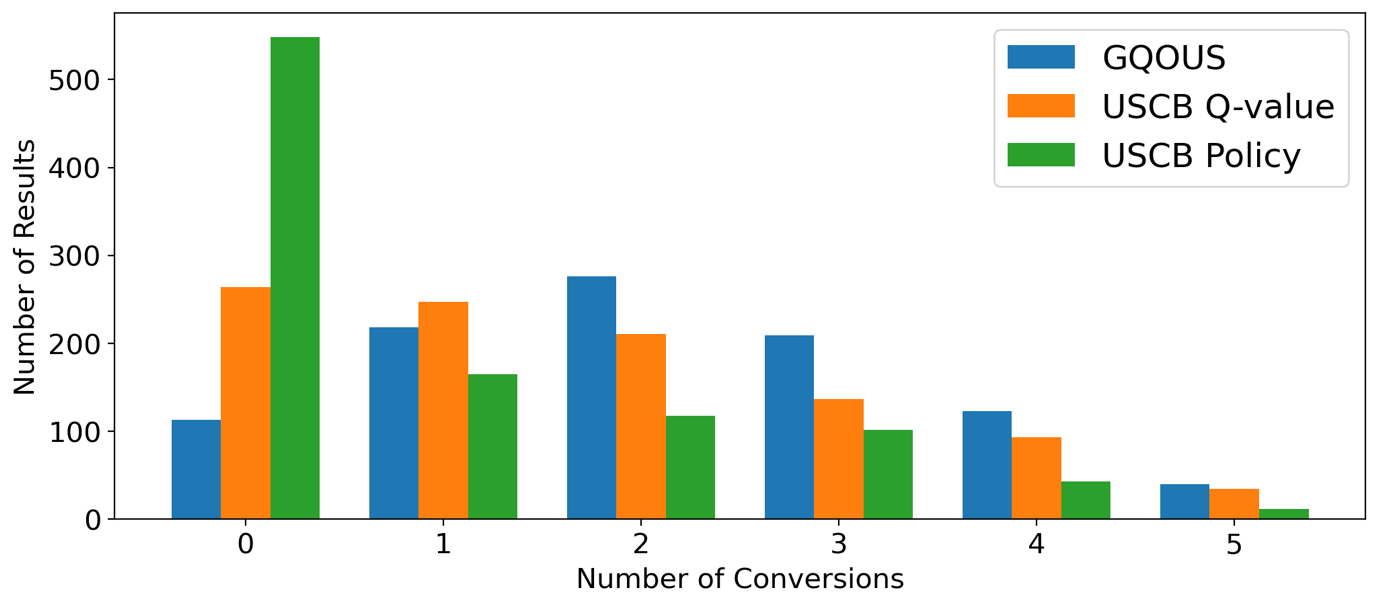 GQOUS
USCB Q-value
USCB Policy
Number of Results
500
400
300
200
100
0
0 1 2 3 4 5
Number of Conversions